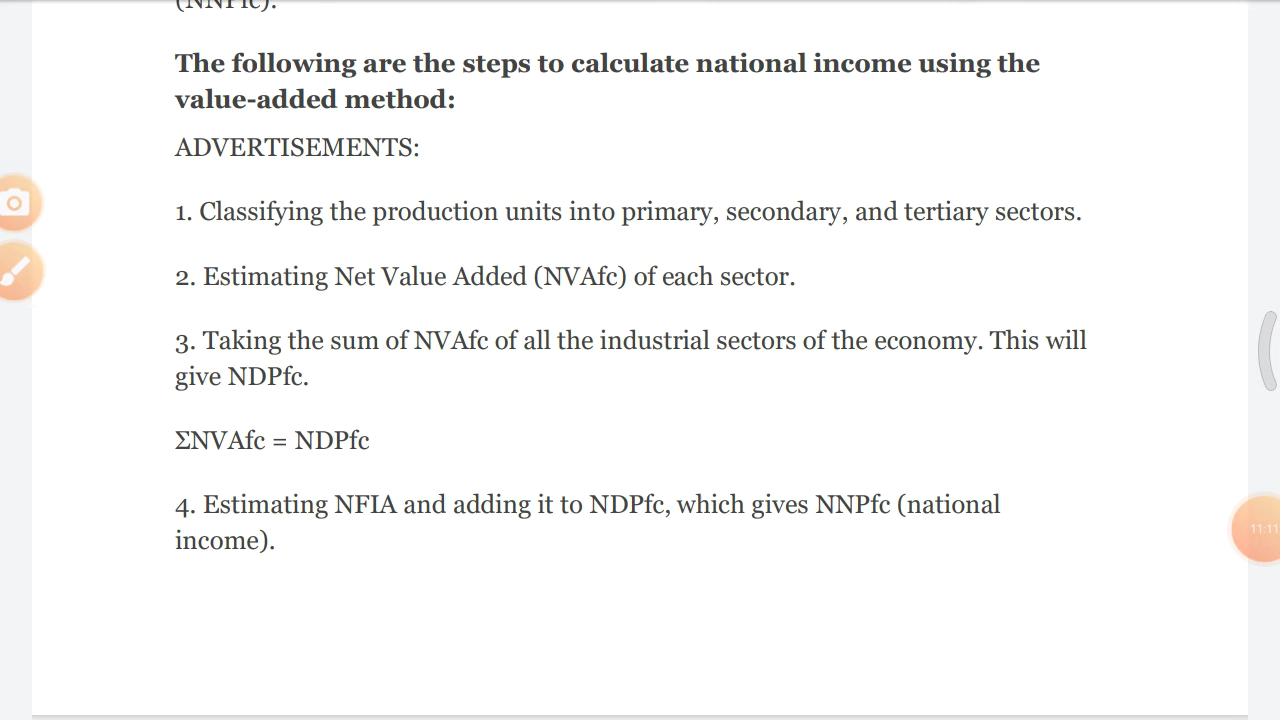 The following are the steps to calculate national income using the
value-added method:
ADVERTISEMENTS:
1. Classifying the production units into primary, secondary, and tertiary sectors.
2. Estimating Net Value Added (NVAfc) of each sector.
3. Taking the sum of NVAfc of all the industrial sectors of the economy. This will
give NDPfc.
ΣNVAfc = NDPfc
4. Estimating NFIA and adding it to NDPfc, which gives NNPfc (national
income).
11:11